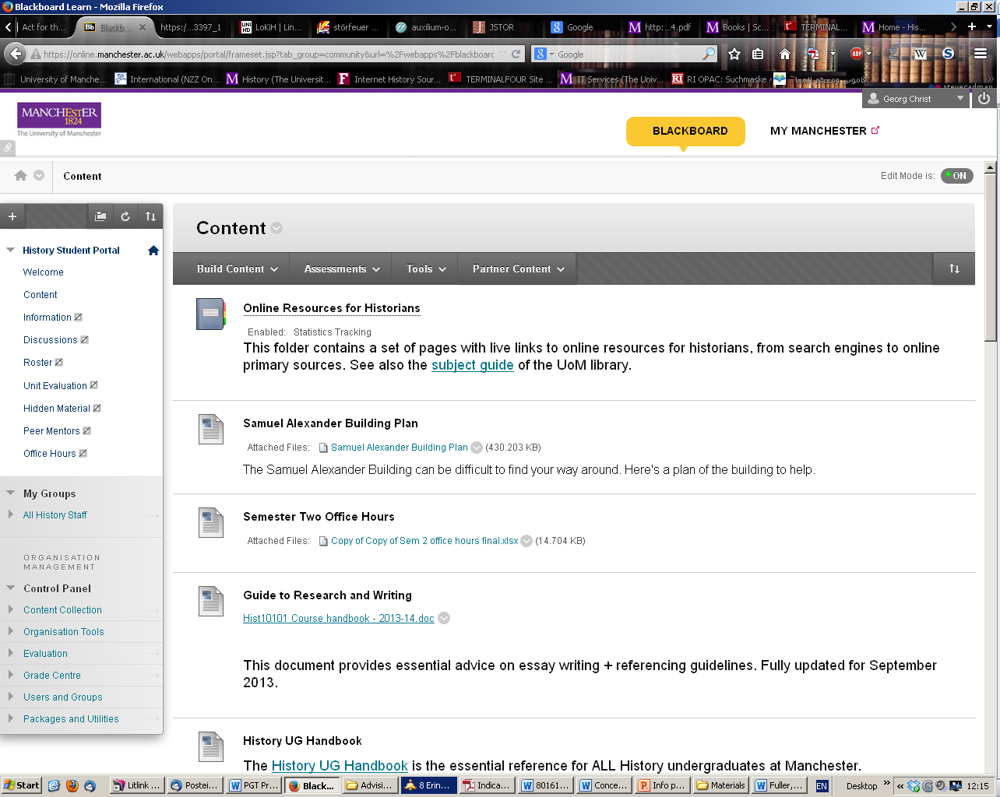 Blackboard Learn - Mozilla Firefox
Act for th...
Bb Blackb
https:/...3397_1
UNI HD LoKiH | Lin...
störfeuer ...
auxilium-o...
JSTOR
Google
http:...4.pdf
Books | Sc...
TERMINAL...
Home - His...
https://online.manchester.ac.uk/webapps/portal/frameset.jsp?tab_group=community&url=%2Fwebapps%2Fblackboarc
Google
ABP
W
S
University of Manche...
International (NZZ On...
History (The Universit...
Internet History Sour...
TERMINALFOUR Site ...
IT Services (The Univ...
RI OPAC: Suchmaske
stevecadman
Georg Christ
MANCHESTER
1824
The University of Manchester
BLACKBOARD
MY MANCHESTER
Content
Edit Mode is: ON
History Student Portal
Welcome
Content
Information
Discussions
Roster
Unit Evaluation
Hidden Material
Peer Mentors
Office Hours
My Groups
All History Staff
ORGANISATION
MANAGEMENT
Control Panel
Content Collection
Organisation Tools
Evaluation
Grade Centre
Users and Groups
Packages and Utilities
Content
Build Content
Assessments
Tools
Partner Content
Online Resources for Historians
Enabled: Statistics Tracking
This folder contains a set of pages with live links to online resources for historians, from search engines to online
primary sources. See also the subject guide of the UoM library.
Samuel Alexander Building Plan
Attached Files: Samuel Alexander Building Plan (430.203 KB)
The Samuel Alexander Building can be difficult to find your way around. Here's a plan of the building to help.
Semester Two Office Hours
Attached Files: Copy of Copy of Sem 2 office hours final.xlsx (14.704 KB)
Guide to Research and Writing
Hist10101 Course handbook - 2013-14.doc
This document provides essential advice on essay writing + referencing guidelines. Fully updated for September
2013.
History UG Handbook
The History UG Handbook is the essential reference for ALL History undergraduates at Manchester.
Start
Litlink ...
Postei...
PGT Pr...
Black...
Advisi...
8 Erin...
Indica...
80161...
Conce...
Info p...
Materials
Fuller,...
EN
Desktop
12:15